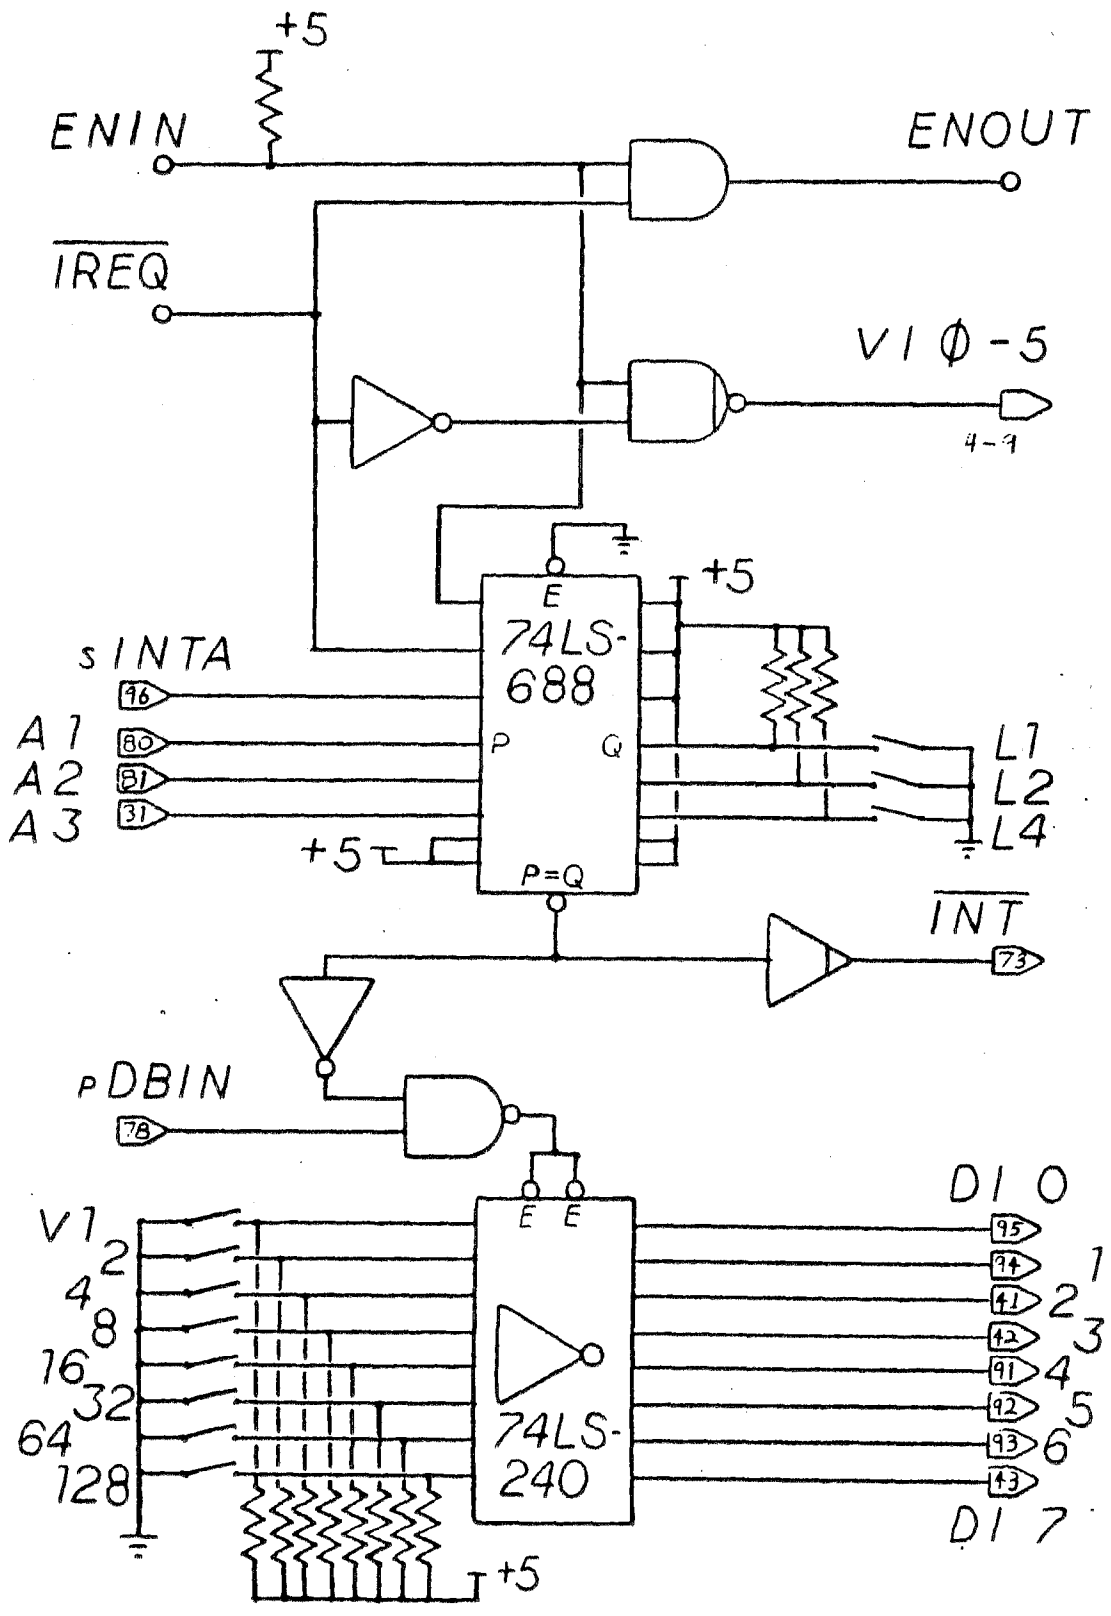 +5
ENIN
ENOUT
IREQ
VI Ø-5
4-9
E
+5
74LS-
688
sINTA
96
A1
80
P
Q
L1
A2
81
L2
A3
31
L4
+5
P=Q
INT
73
pDBIN
78
DI 0
E E
V1
95
2
94
1
4
41
2
8
42
3
16
91
4
32
92
5
64
74LS-
93
6
128
240
43
DI 7
+5